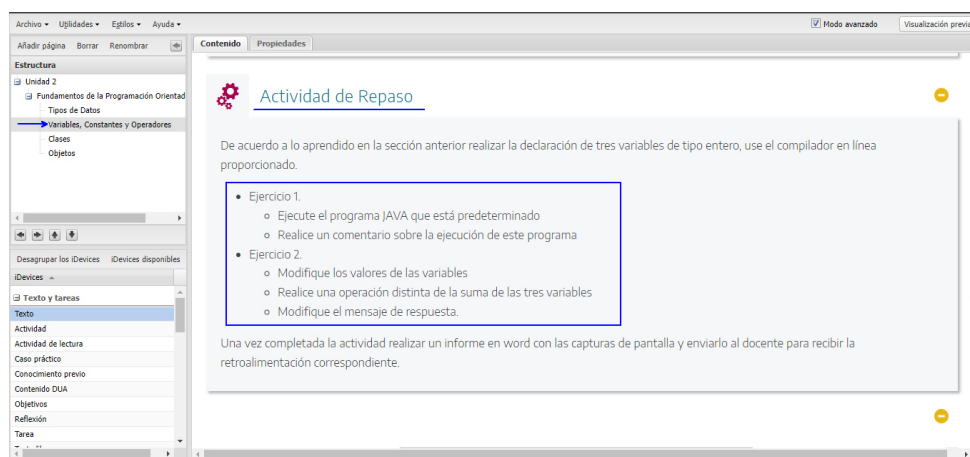 Archivo Utilidades Estilos Ayuda Modo avanzado Visualización previa
Añadir página Borrar Renombrar
Contenido Propiedades
Estructura
Unidad 2
Fundamentos de la Programación Orientad
Tipos de Datos
Variables, Constantes y Operadores
Clases
Objetos
Desagrupar los iDevices iDevices disponibles
iDevices
Texto y tareas
Texto
Actividad
Actividad de lectura
Caso práctico
Conocimiento previo
Contenido DUA
Objetivos
Reflexión
Tarea
Actividad de Repaso
De acuerdo a lo aprendido en la sección anterior realizar la declaración de tres variables de tipo entero, use el compilador en línea
proporcionado.
Ejercicio 1.
Ejecute el programa JAVA que está predeterminado
Realice un comentario sobre la ejecución de este programa
Ejercicio 2.
Modifique los valores de las variables
Realice una operación distinta de la suma de las tres variables
Modifique el mensaje de respuesta.
Una vez completada la actividad realizar un informe en word con las capturas de pantalla y enviarlo al docente para recibir la
retroalimentación correspondiente.